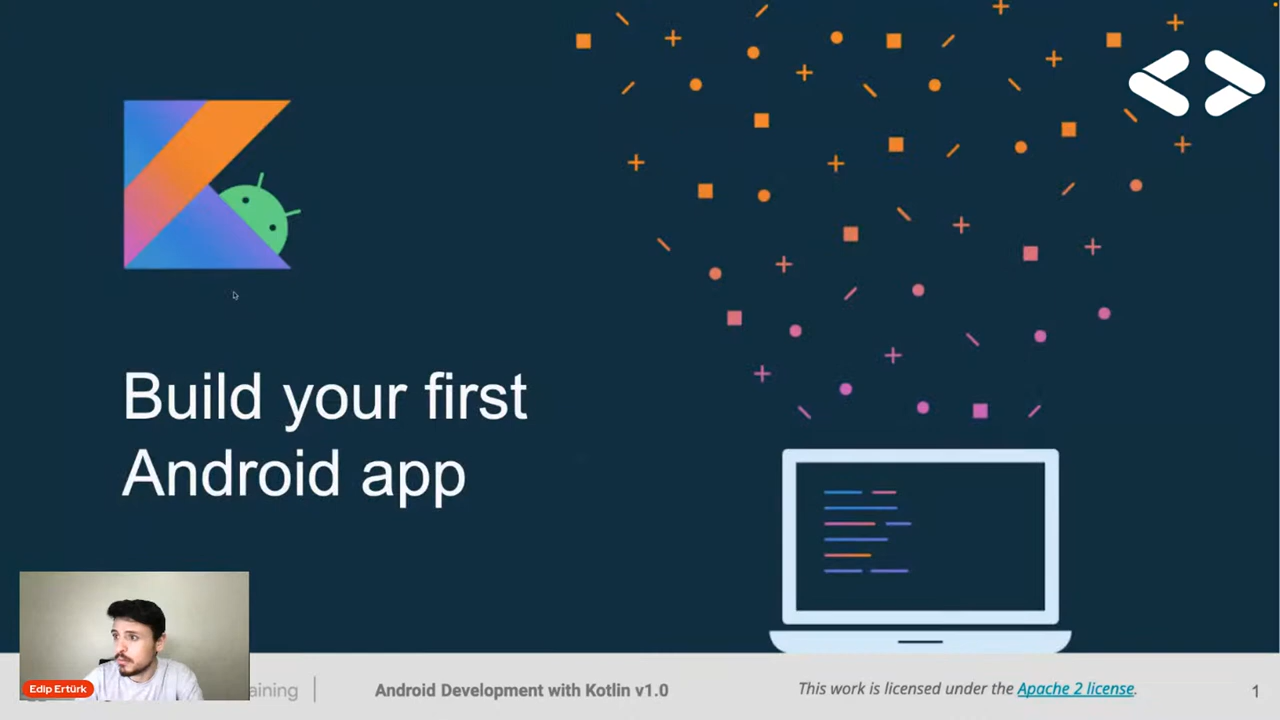 Build your first
Android app
Edip Ertürk
aining
Android Development with Kotlin v1.0
This work is licensed under the Apache 2 license.
1